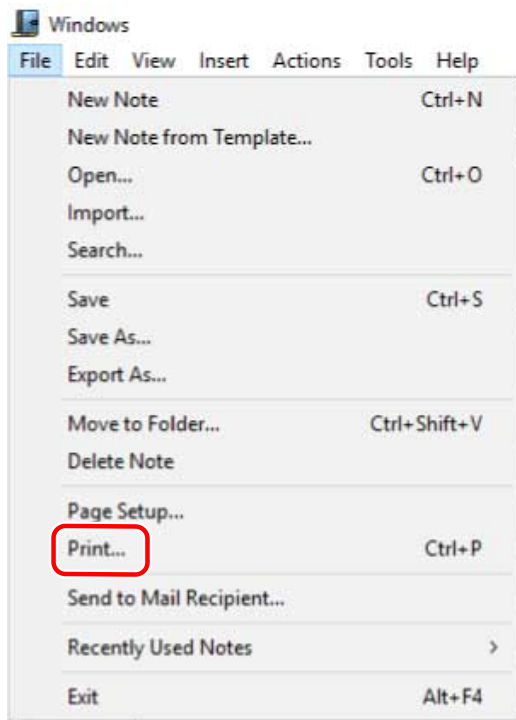 Windows
File Edit View Insert Actions Tools Help
New Note Ctrl+N
New Note from Template...
Open... Ctrl+O
Import...
Search...
Save Ctrl+S
Save As...
Export As...
Move to Folder... Ctrl+Shift+V
Delete Note
Page Setup...
Print... Ctrl+P
Send to Mail Recipient...
Recently Used Notes >
Exit Alt+F4